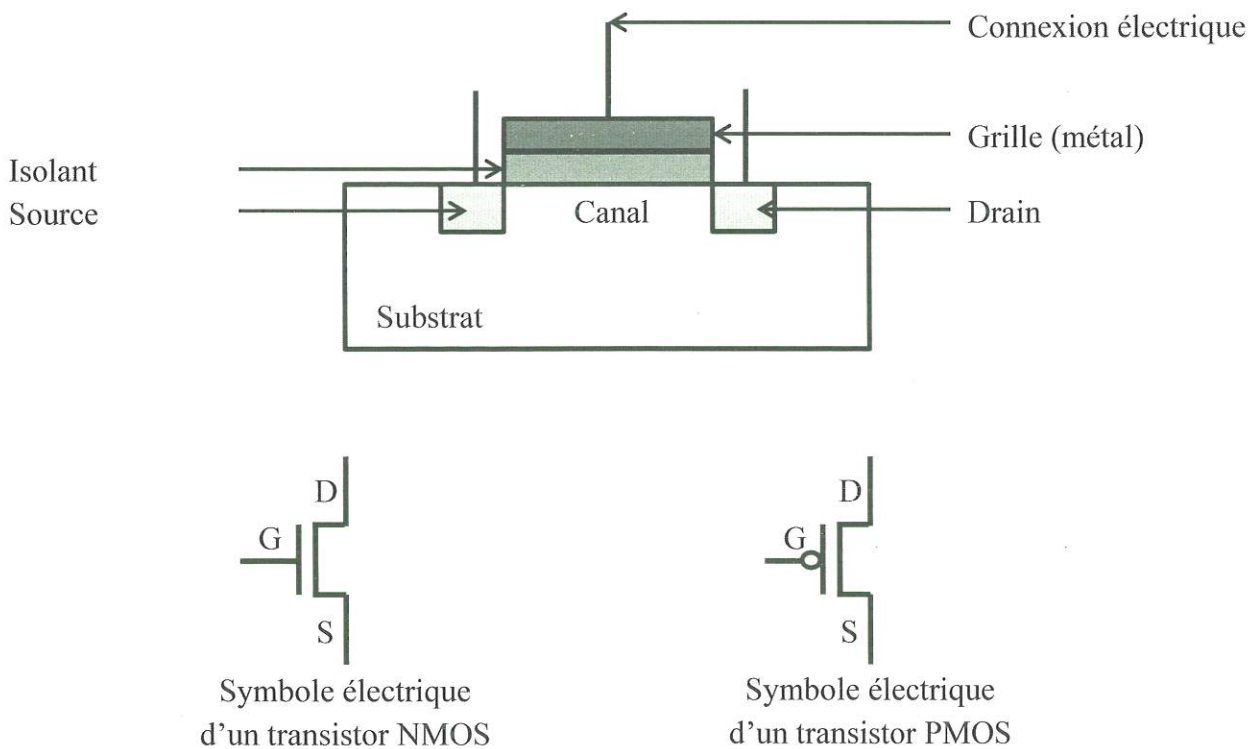 Connexion électrique
Grille (métal)
Isolant
Source
Canal
Drain
Substrat
D
G
S
D
G
S
Symbole électrique
d'un transistor NMOS
Symbole électrique
d'un transistor PMOS